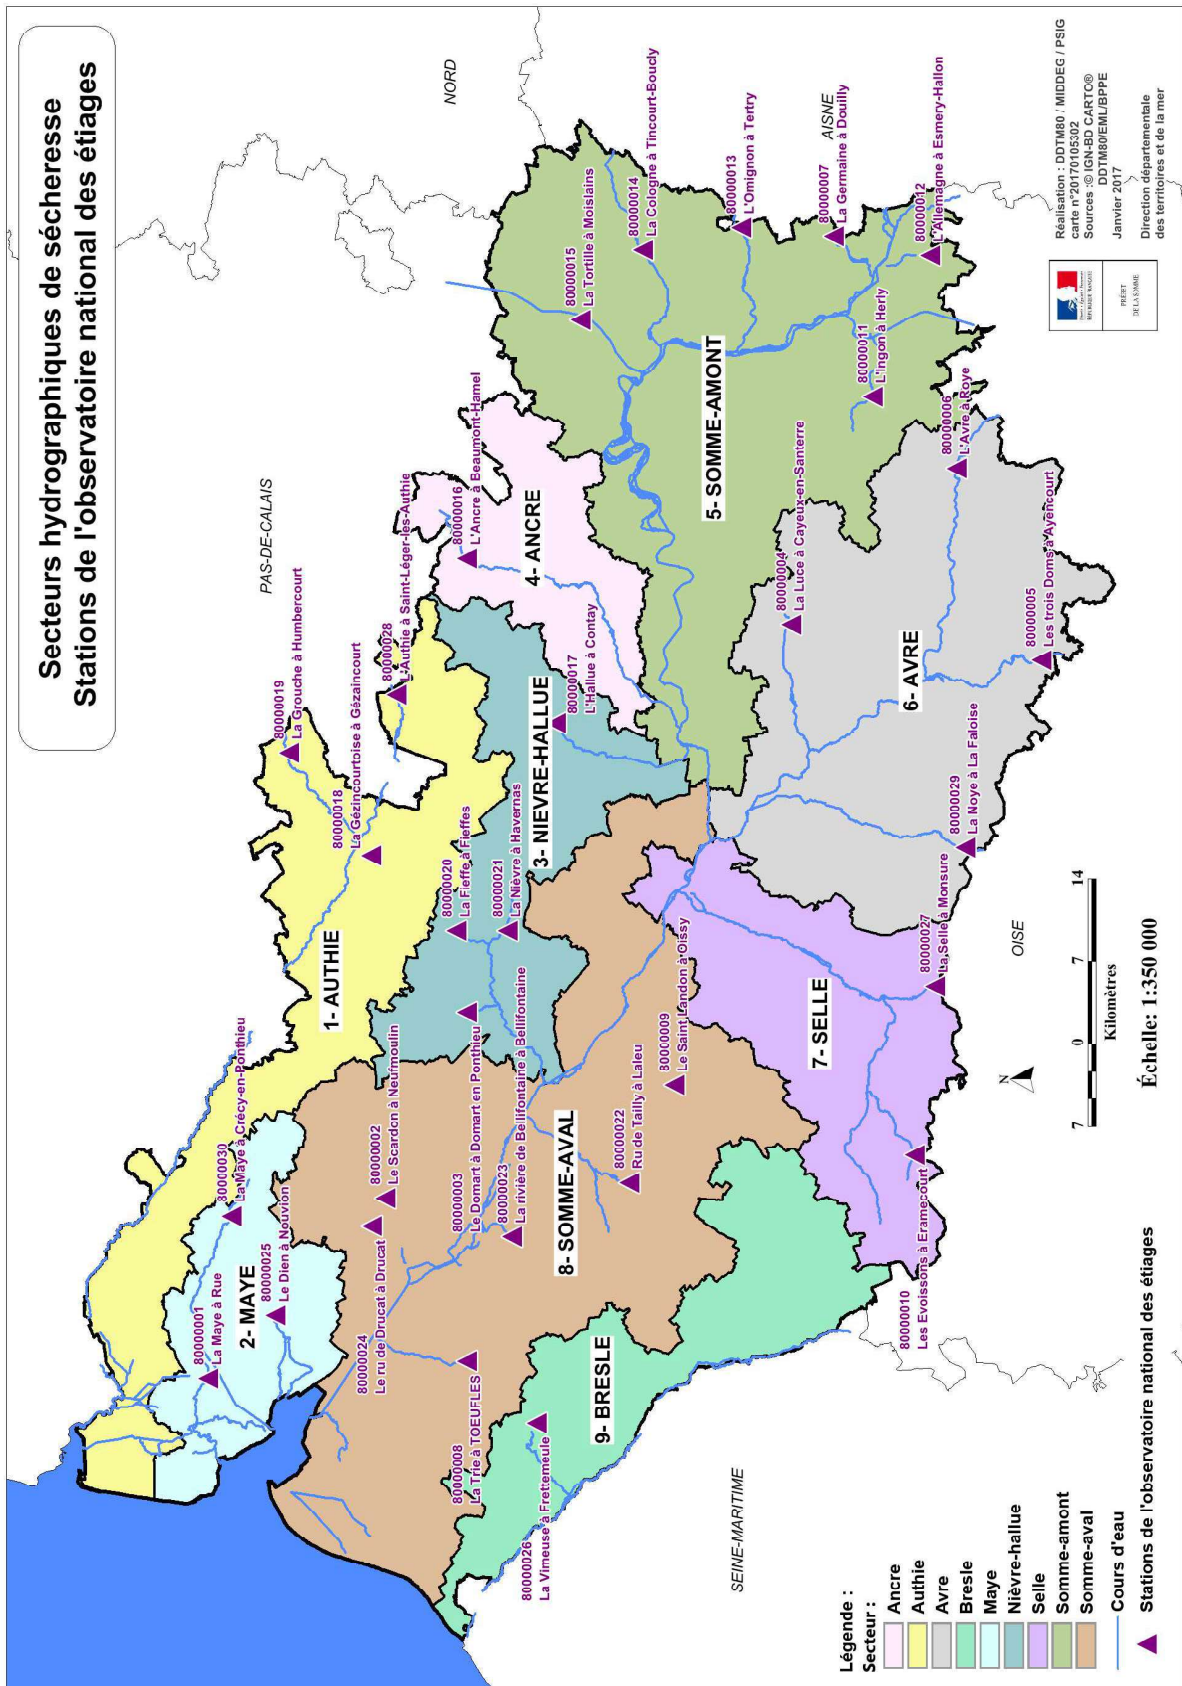 Secteurs hydrographiques de sécheresse
Stations de l'observatoire national des étiages
NORD
PAS-DE-CALAIS
AISNE
OISE
SEINE-MARITIME
1- AUTHIE
2- MAYE
3- NIEVRE-HALLUE
4- ANCRE
5- SOMME-AMONT
6- AVRE
7- SELLE
8- SOMME-AVAL
9- BRESLE
80000019
La Grouche à Humbercourt
80000018
La Gézincourtoise à Gézaincourt
80000028
L'Authie à Saint-Léger-les-Authie
80000016
L'Ancre à Beaumont-Hamel
80000017
L'Hallue à Contay
80000015
La Tortille à Moislains
80000014
La Cologne à Tincourt-Boucly
80000013
L'Omignon à Tertry
80000007
La Germaine à Douilly
80000012
L'Allemagne à Esmery-Hallon
80000011
L'Ingon à Herly
80000006
L'Avre à Roye
80000004
La Luce à Cayeux-en-Santerre
80000005
Les trois Doms à Ayencourt
80000029
La Noye à La Faloise
80000027
La Selle à Monsure
80000010
Les Evoissons à Eramecourt
80000020
La Fieffe à Fieffes
80000021
La Nièvre à Havernas
80000003
Le Domart à Domart en Ponthieu
80000023
La rivière de Bellifontaine à Bellifontaine
80000009
Le Saint Landon à Oissy
80000022
Ru de Tailly à Laleu
80000002
Le Scardon à Neufmoulin
80000024
Le ru de Drucat à Drucat
80000008
La Trie à TOEUFLES
80000026
La Vimeuse à Frettemeule
80000030
La Maye à Crécy-en-Ponthieu
80000001
La Maye à Rue
80000025
Le Dien à Nouvion
Légende :
Secteur :
Ancre
Authie
Avre
Bresle
Maye
Nièvre-hallue
Selle
Somme-amont
Somme-aval
Cours d'eau
Stations de l'observatoire national des étiages
N
7 0 7 14
Kilomètres
Échelle: 1:350 000
PRÉFET
DE LA SOMME
Réalisation : DDTM80 / MIDDEG / PSIG
carte n°20170105302
Sources :© IGN-BD CARTO®
DDTM80/EML/BPPE
Janvier 2017
Direction départementale
des territoires et de la mer